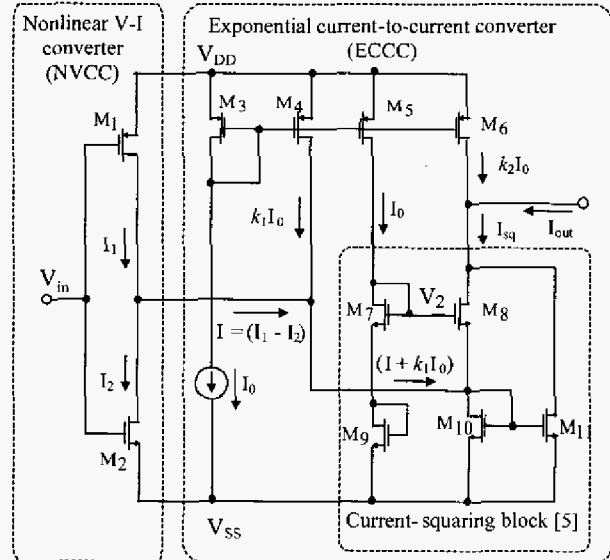 Nonlinear V-I
converter
(NVCC)
Exponential current-to-current converter
(ECCC)
V_DD
M_1
M_3
M_4
M_5
M_6
k_2I_0
k_1I_0
I_0
I_sq
I_out
I_1
V_in
M_7
V_2
M_8
I = (I_1 - I_2)
(I + k_1I_0)
I_2
I_0
M_2
M_9
M_10
M_11
V_SS
Current- squaring block [5]